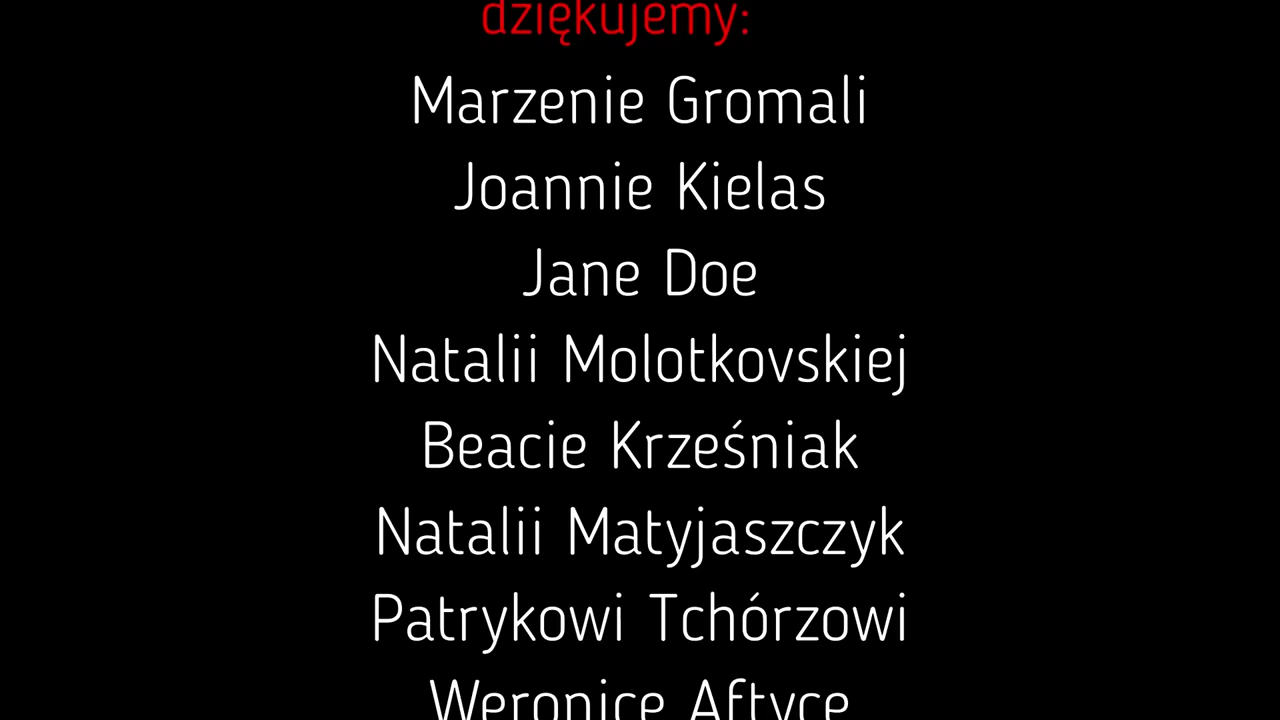 dziękujemy:
Marzenie Gromali
Joannie Kielas
Jane Doe
Natalii Molotkovskiej
Beacie Krześniak
Natalii Matyjaszczyk
Patrykowi Tchórzowi
Weronice Aftyce